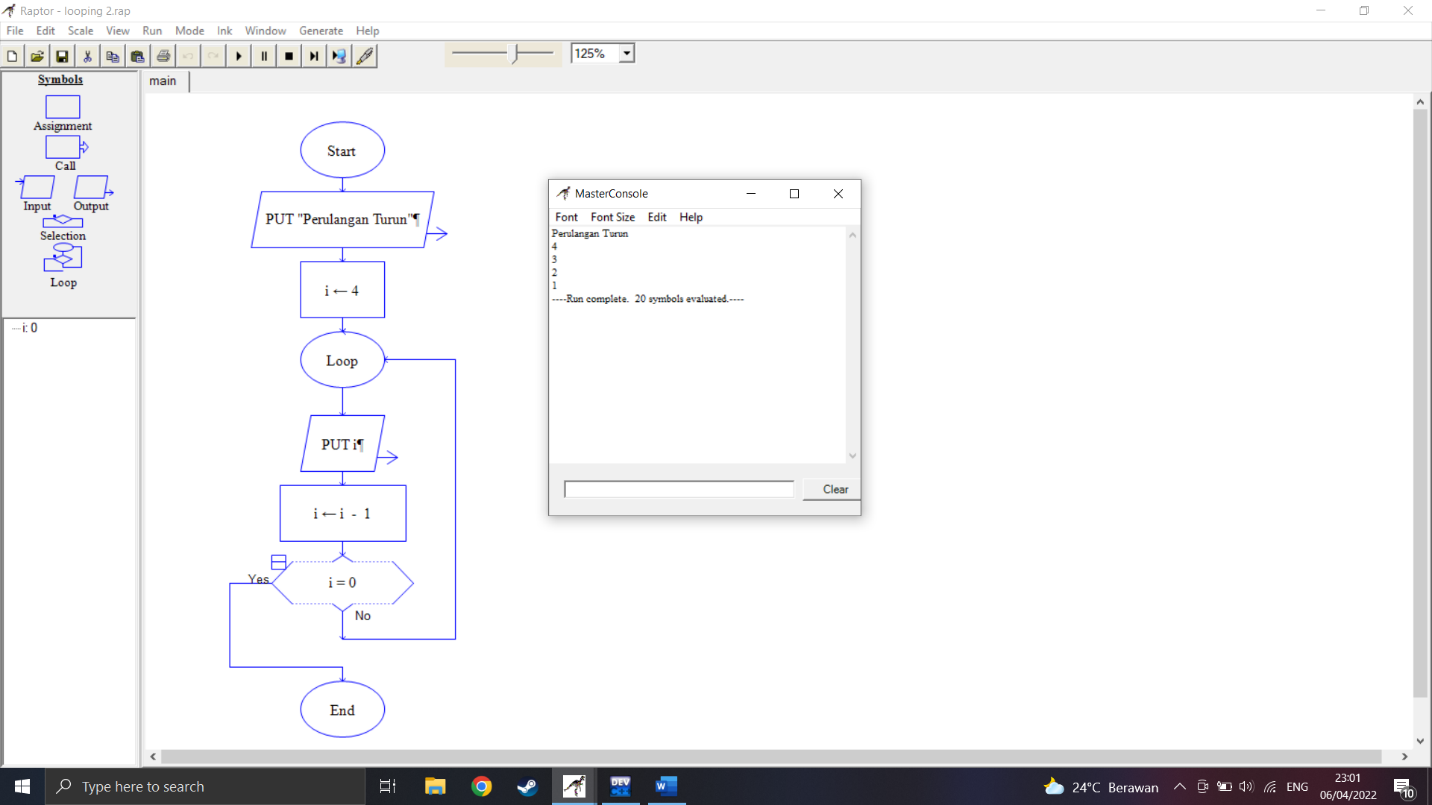 Raptor - looping 2.rap
File Edit Scale View Run Mode Ink Window Generate Help
125%
Symbols
Assignment
Call
Input Output
Selection
Loop
i: 0
main
Start
PUT "Perulangan Turun"¶
i ← 4
Loop
PUT i¶
i ← i - 1
Yes
i = 0
No
End
MasterConsole
Font Font Size Edit Help
Perulangan Turun
4
3
2
1
----Run complete. 20 symbols evaluated.----
Clear
Type here to search
DEV
24°C Berawan
ENG
23:01
06/04/2022
10